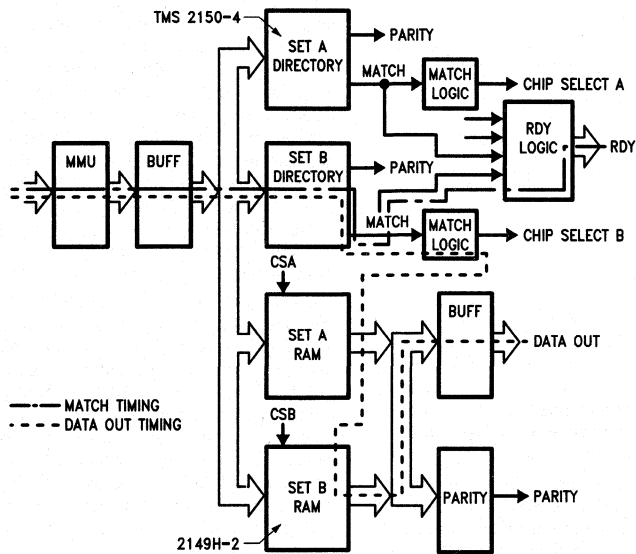 TMS 2150-4
SET A
DIRECTORY
PARITY
MATCH
MATCH
LOGIC
CHIP SELECT A
RDY
LOGIC
RDY
MMU
BUFF
SET B
DIRECTORY
PARITY
MATCH
MATCH
LOGIC
CHIP SELECT B
CSA
SET A
RAM
BUFF
DATA OUT
MATCH TIMING
DATA OUT TIMING
CSB
SET B
RAM
PARITY
PARITY
2149H-2